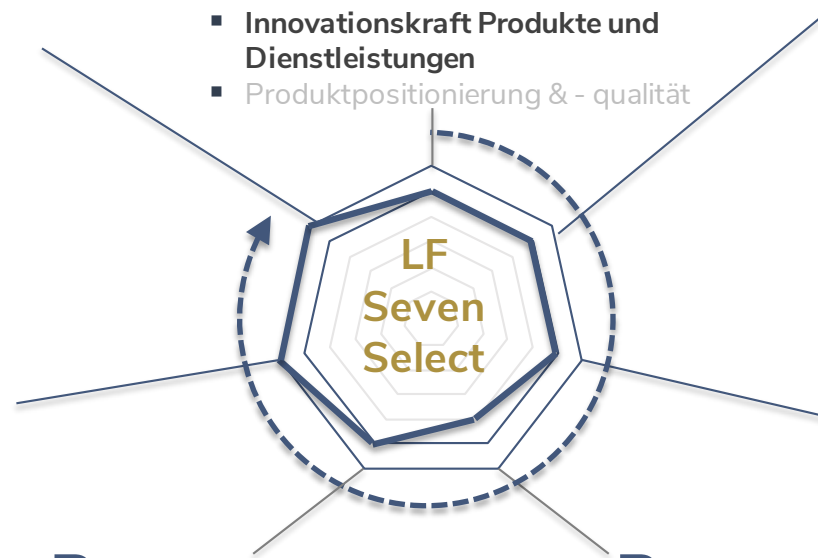 Innovationskraft Produkte und
Dienstleistungen
Produktpositionierung & - qualität
LF
Seven
Select